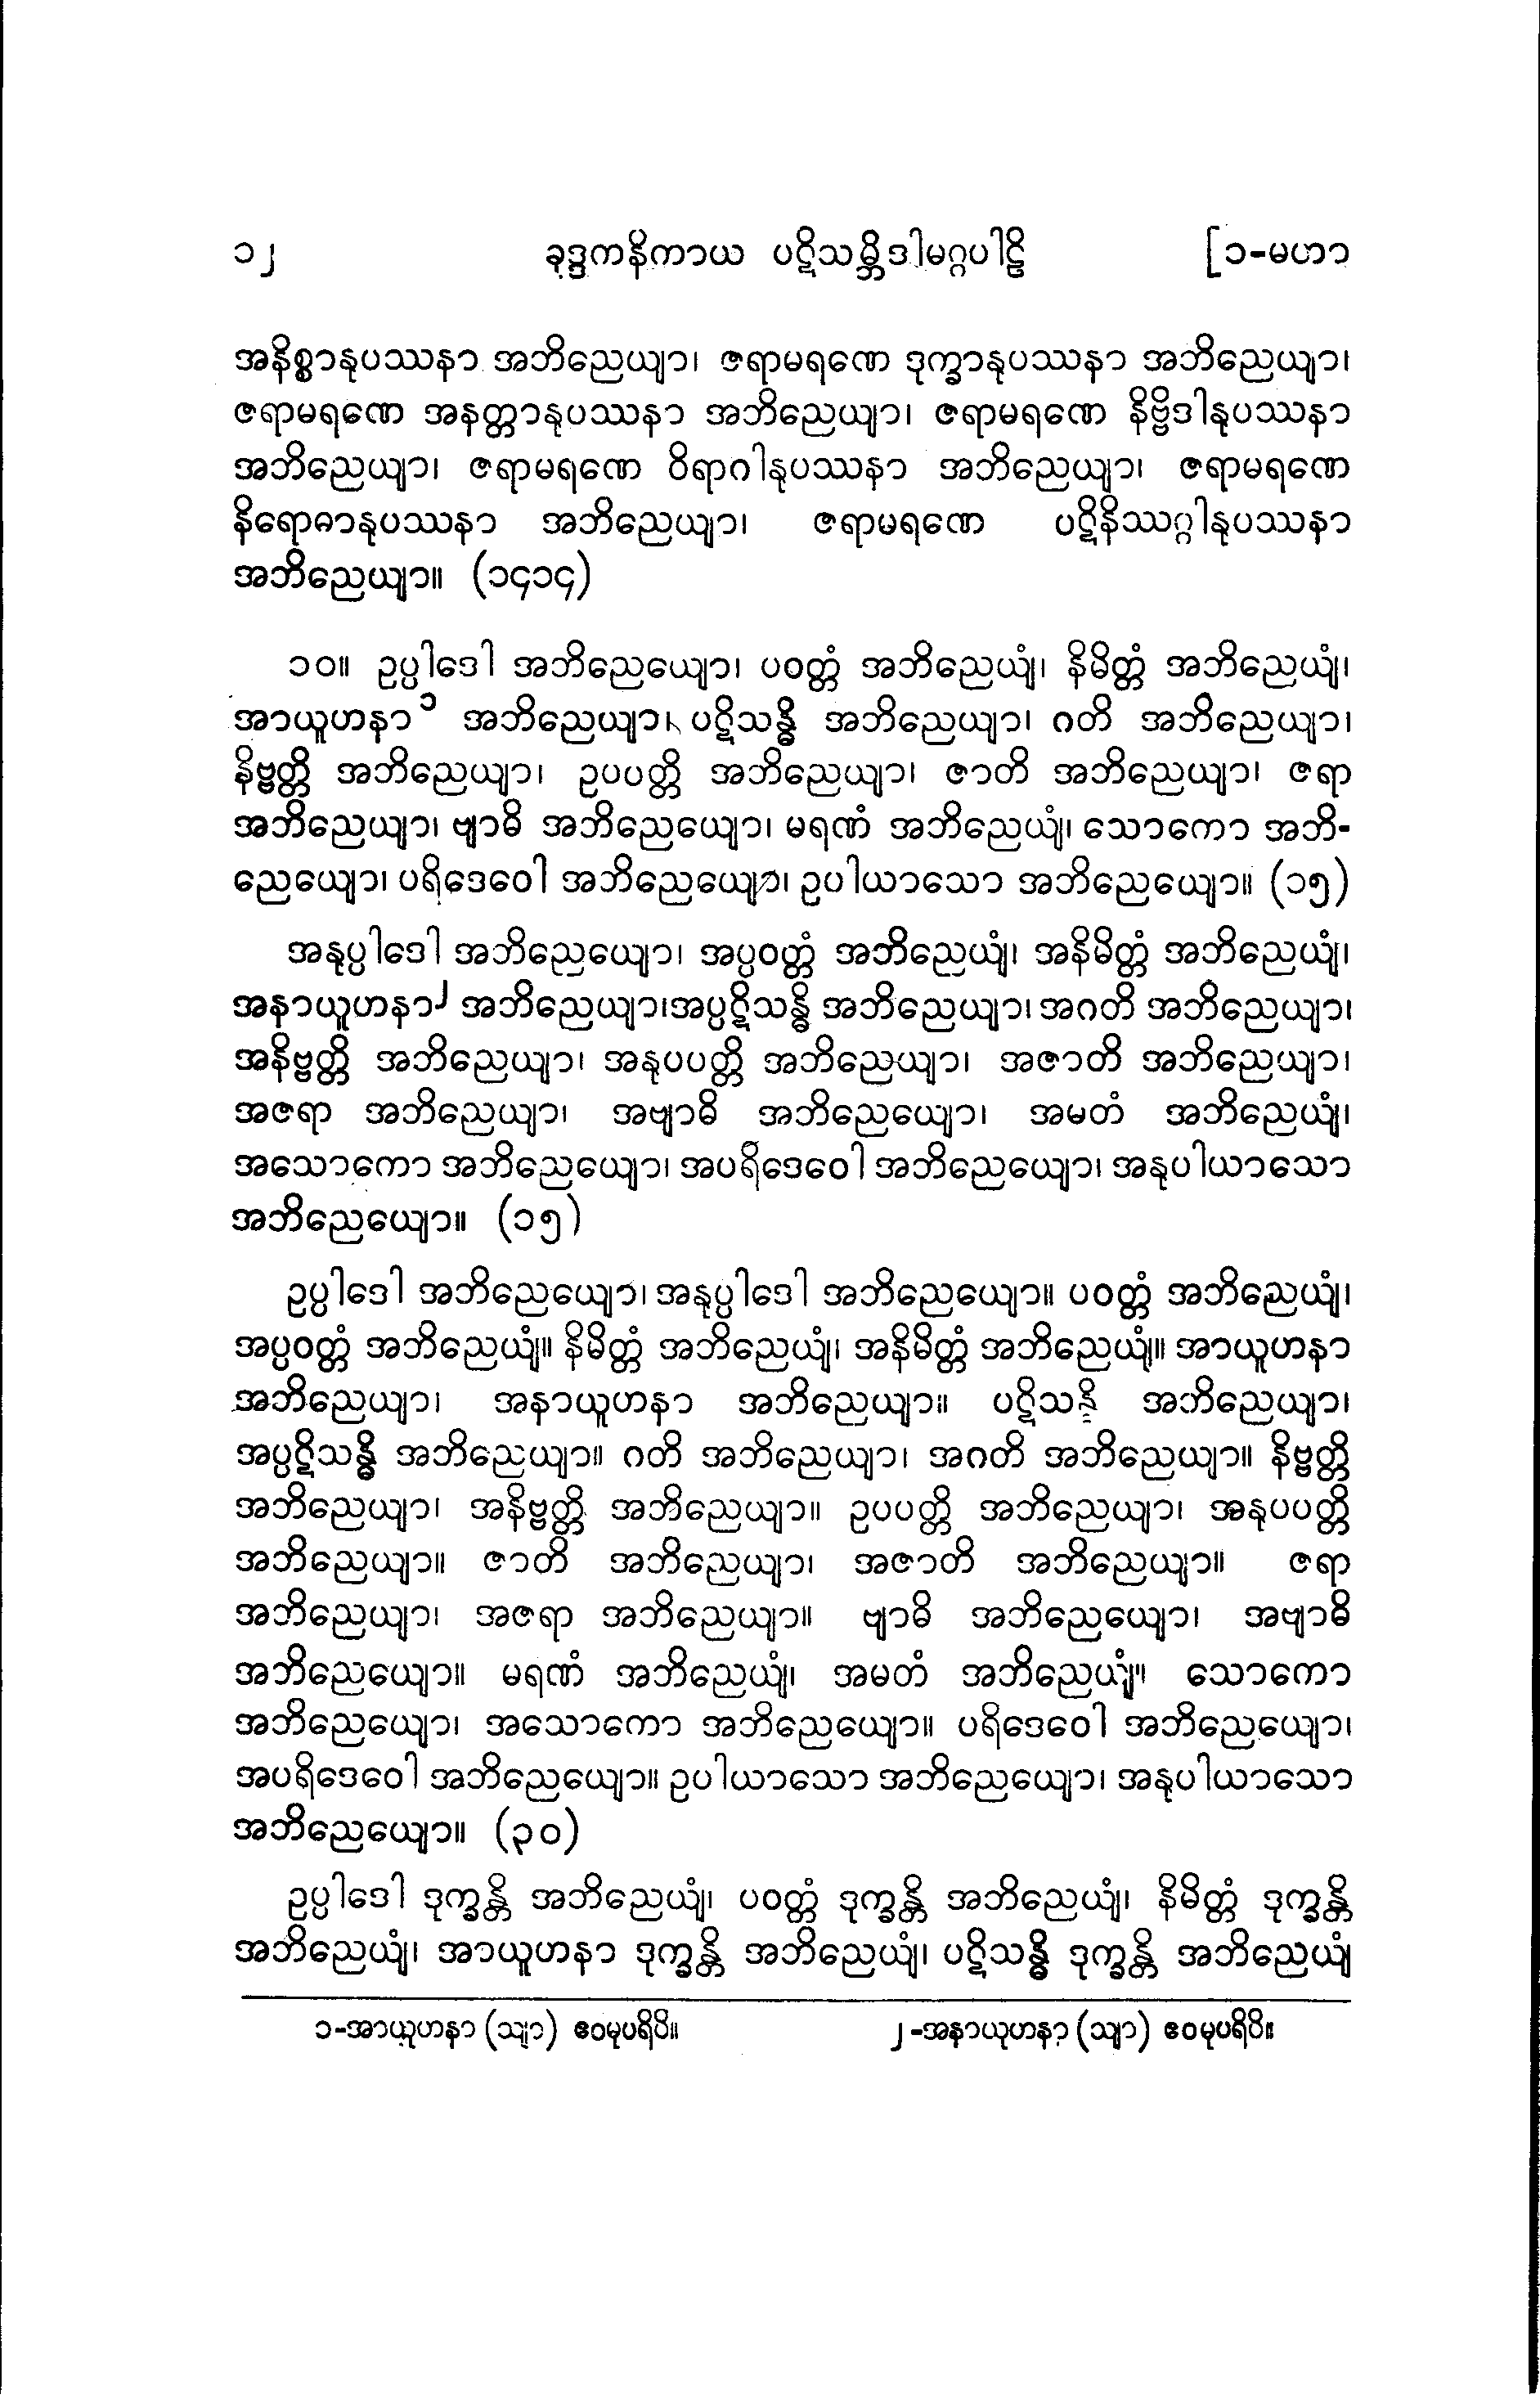 ၁၂ ခုဒ္ဒကနိကာယ ပဋိသမ္ဘိဒါမဂ္ဂပါဠိ [၁-မဟာ
အနိစ္စာနုပဿနာ အဘိညေယျာ၊ ဇရာမရဏေ ဒုက္ခာနုပဿနာ အဘိညေယျာ၊
ဇရာမရဏေ အနတ္တာနုပဿနာ အဘိညေယျာ၊ ဇရာမရဏေ နိဗ္ဗိဒါနုပဿနာ
အဘိညေယျာ၊ ဇရာမရဏေ ဝိရာဂါနုပဿနာ အဘိညေယျာ၊ ဇရာမရဏေ
နိရောဓာနုပဿနာ အဘိညေယျာ၊ ဇရာမရဏေ ပဋိနိဿဂ္ဂါနုပဿနာ
အဘိညေယျာ။ (၁၄၁၄)
၁၀။ ဥပ္ပါဒေါ အဘိညေယျော၊ ပဝတ္တံ အဘိညေယျံ၊ နိမိတ္တံ အဘိညေယျံ၊
အာယူဟနာ၁ အဘိညေယျာ၊ ပဋိသန္ဓိ အဘိညေယျာ၊ ဂတိ အဘိညေယျာ၊
နိဗ္ဗတ္တိ အဘိညေယျာ၊ ဥပပတ္တိ အဘိညေယျာ၊ ဇာတိ အဘိညေယျာ၊ ဇရာ
အဘိညေယျာ၊ ဗျာဓိ အဘိညေယျော၊ မရဏံ အဘိညေယျံ၊ သောကော အဘိ-
ညေယျော၊ ပရိဒေဝေါ အဘိညေယျော၊ ဥပါယာသော အဘိညေယျော။ (၁၅)
အနုပ္ပါဒေါ အဘိညေယျော၊ အပ္ပဝတ္တံ အဘိညေယျံ၊ အနိမိတ္တံ အဘိညေယျံ၊
အနာယူဟနာ၂ အဘိညေယျာ၊အပ္ပဋိသန္ဓိ အဘိညေယျာ၊ အဂတိ အဘိညေယျာ၊
အနိဗ္ဗတ္တိ အဘိညေယျာ၊ အနုပပတ္တိ အဘိညေယျာ၊ အဇာတိ အဘိညေယျာ၊
အဇရာ အဘိညေယျာ၊ အဗျာဓိ အဘိညေယျော၊ အမတံ အဘိညေယျံ၊
အသောကော အဘိညေယျော၊ အပရိဒေဝေါ အဘိညေယျော၊ အနုပါယာသော
အဘိညေယျော။ (၁၅)
ဥပ္ပါဒေါ အဘိညေယျော၊ အနုပ္ပါဒေါ အဘိညေယျော။ ပဝတ္တံ အဘိညေယျံ၊
အပ္ပဝတ္တံ အဘိညေယျံ။ နိမိတ္တံ အဘိညေယျံ၊ အနိမိတ္တံ အဘိညေယျံ။ အာယူဟနာ
အဘိညေယျာ၊ အနာယူဟနာ အဘိညေယျာ။ ပဋိသန္ဓိ အဘိညေယျာ၊
အပ္ပဋိသန္ဓိ အဘိညေယျာ။ ဂတိ အဘိညေယျာ၊ အဂတိ အဘိညေယျာ။ နိဗ္ဗတ္တိ
အဘိညေယျာ၊ အနိဗ္ဗတ္တိ အဘိညေယျာ။ ဥပပတ္တိ အဘိညေယျာ၊ အနုပပတ္တိ
အဘိညေယျာ။ ဇာတိ အဘိညေယျာ၊ အဇာတိ အဘိညေယျာ။ ဇရာ
အဘိညေယျာ၊ အဇရာ အဘိညေယျာ။ ဗျာဓိ အဘိညေယျော၊ အဗျာဓိ
အဘိညေယျော။ မရဏံ အဘိညေယျံ၊ အမတံ အဘိညေယျံ။ သောကော
အဘိညေယျော၊ အသောကော အဘိညေယျော။ ပရိဒေဝေါ အဘိညေယျော၊
အပရိဒေဝေါ အဘိညေယျော။ ဥပါယာသော အဘိညေယျော၊ အနုပါယာသော
အဘိညေယျော။ (၃၀)
ဥပ္ပါဒေါ ဒုက္ခန္တိ အဘိညေယျံ၊ ပဝတ္တံ ဒုက္ခန္တိ အဘိညေယျံ၊ နိမိတ္တံ ဒုက္ခန္တိ
အဘိညေယျံ၊ အာယူဟနာ ဒုက္ခန္တိ အဘိညေယျံ၊ ပဋိသန္ဓိ ဒုက္ခန္တိ အဘိညေယျံ
၁-အာယုဟနာ (သျာ) ဧဝမုပရိပိ။ ၂-အနာယုဟနာ (သျာ) ဧဝမုပရိပိ။